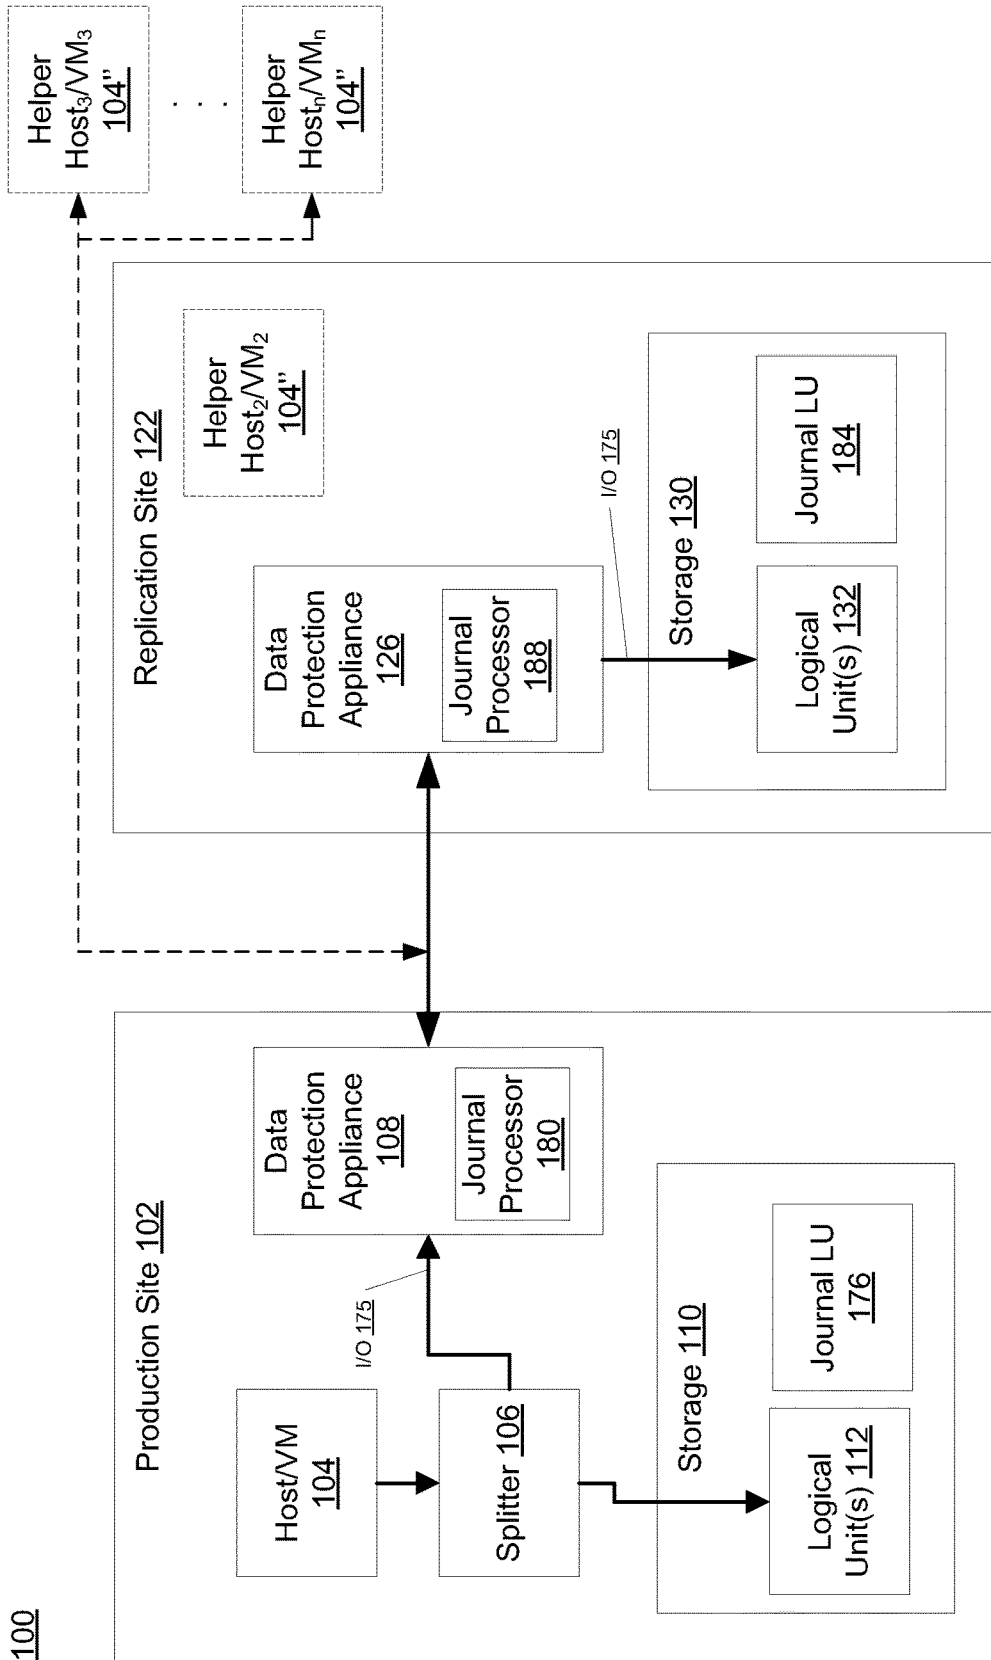 100
Production Site 102
Host/VM
104
Splitter 106
I/O 175
Data
Protection
Appliance
108
Journal
Processor
180
Storage 110
Logical
Unit(s) 112
Journal LU
176
Replication Site 122
Data
Protection
Appliance
126
Journal
Processor
188
Helper
Host₂/VM₂
104”
I/O 175
Storage 130
Logical
Unit(s) 132
Journal LU
184
Helper
Host₃/VM₃
104”
. . .
Helper
Hostₙ/VMₙ
104”